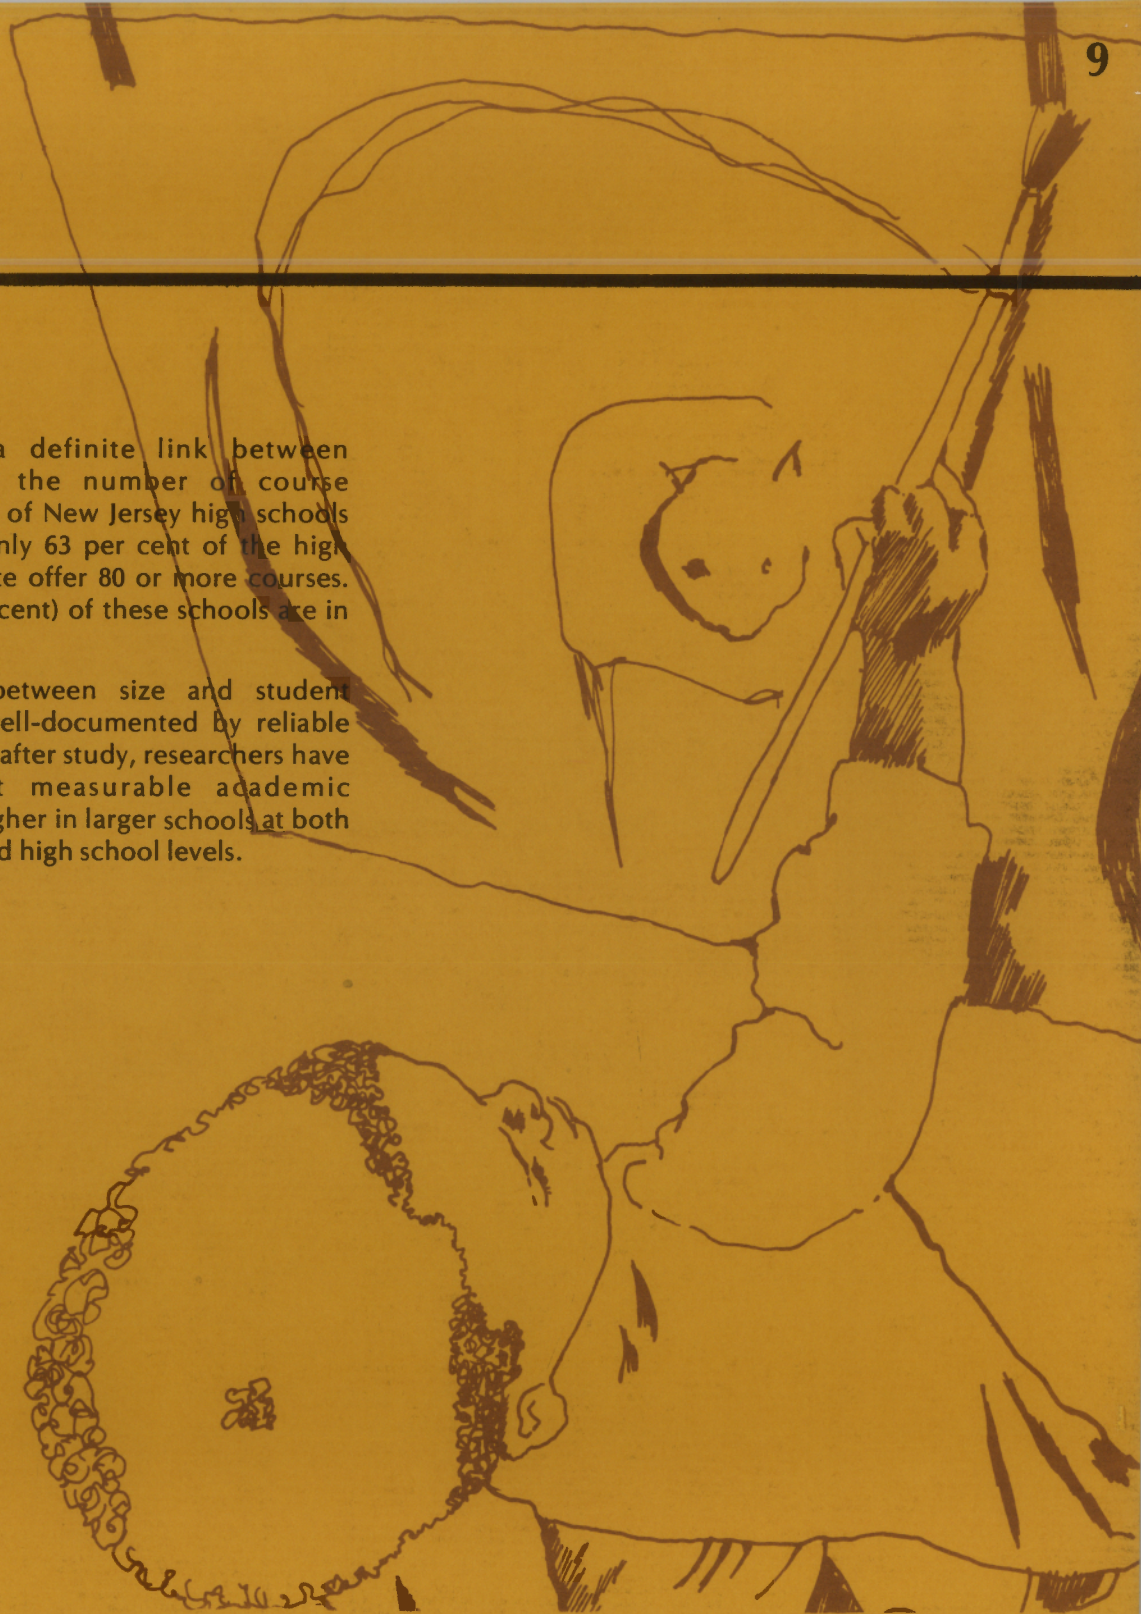 9
a definite link between
the number of course
of New Jersey high schools
nly 63 per cent of the high
te offer 80 or more courses.
cent) of these schools are in
between size and student
ell-documented by reliable
after study, researchers have
t measurable academic
gher in larger schools at both
d high school levels.